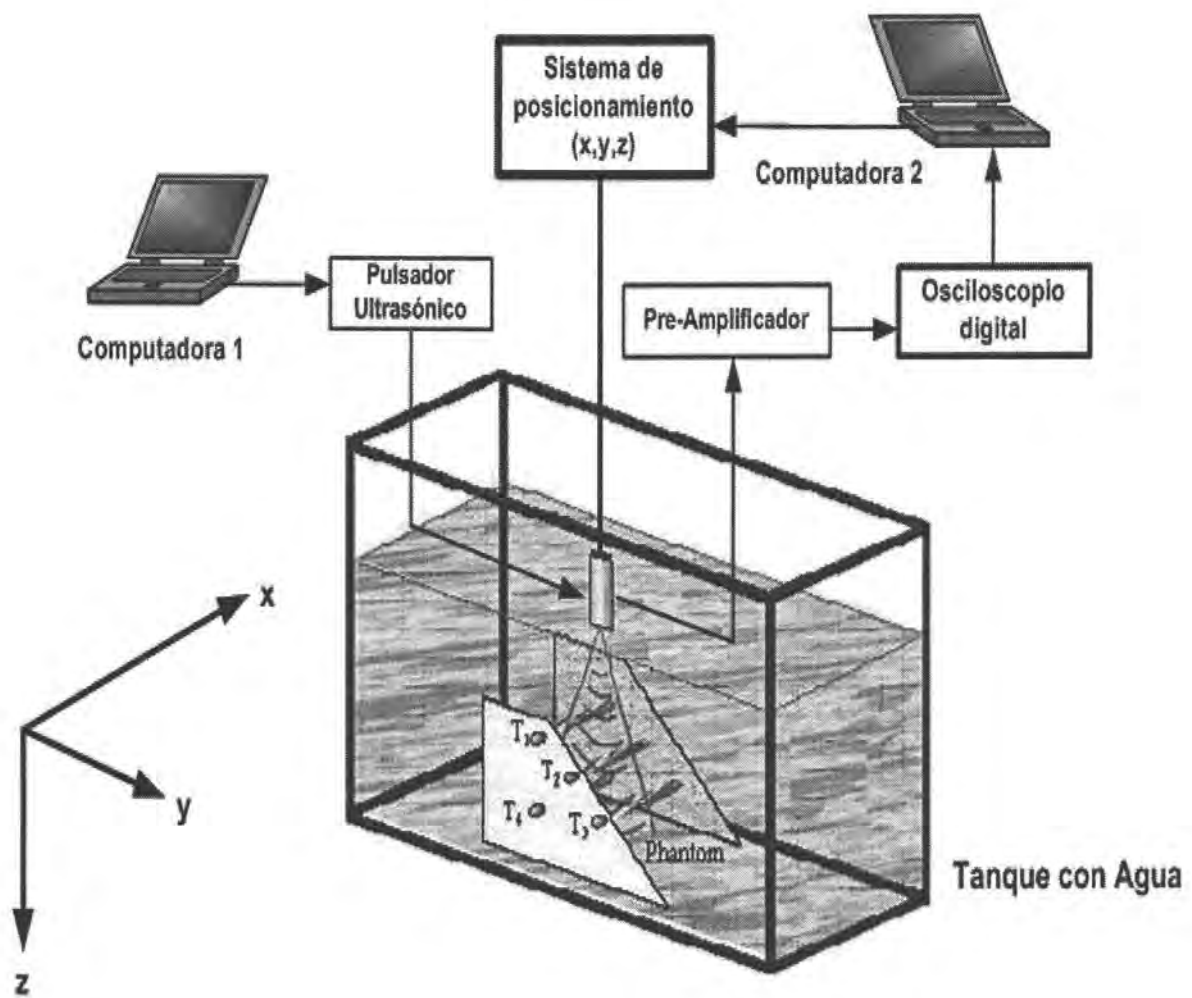 Sistema de
posicionamiento
(x,y,z)
Computadora 2
Pulsador
Ultrasónico
Computadora 1
Pre-Amplificador
Osciloscopio
digital
x
y
z
T1
T2
T4
T3
Phantom
Tanque con Agua